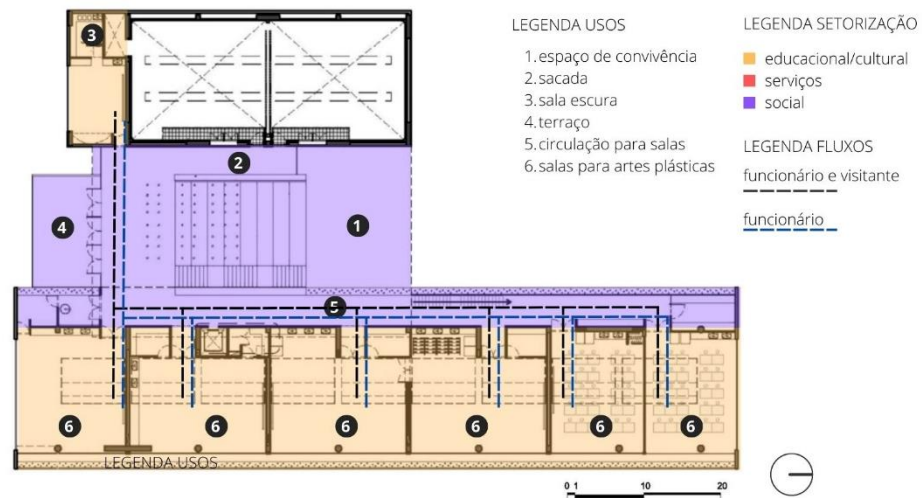 LEGENDA USOS
1.espaço de convivência
2.sacada
3.sala escura
4.terraço
5.circulação para salas
6.salas para artes plásticas
LEGENDA SETORIZAÇÃO
educacional/cultural
serviços
social
LEGENDA FLUXOS
funcionário e visitante
funcionário
3
2
1
4
5
6
6
6
6
6
6
LEGENDA USOS
0 1 10 20